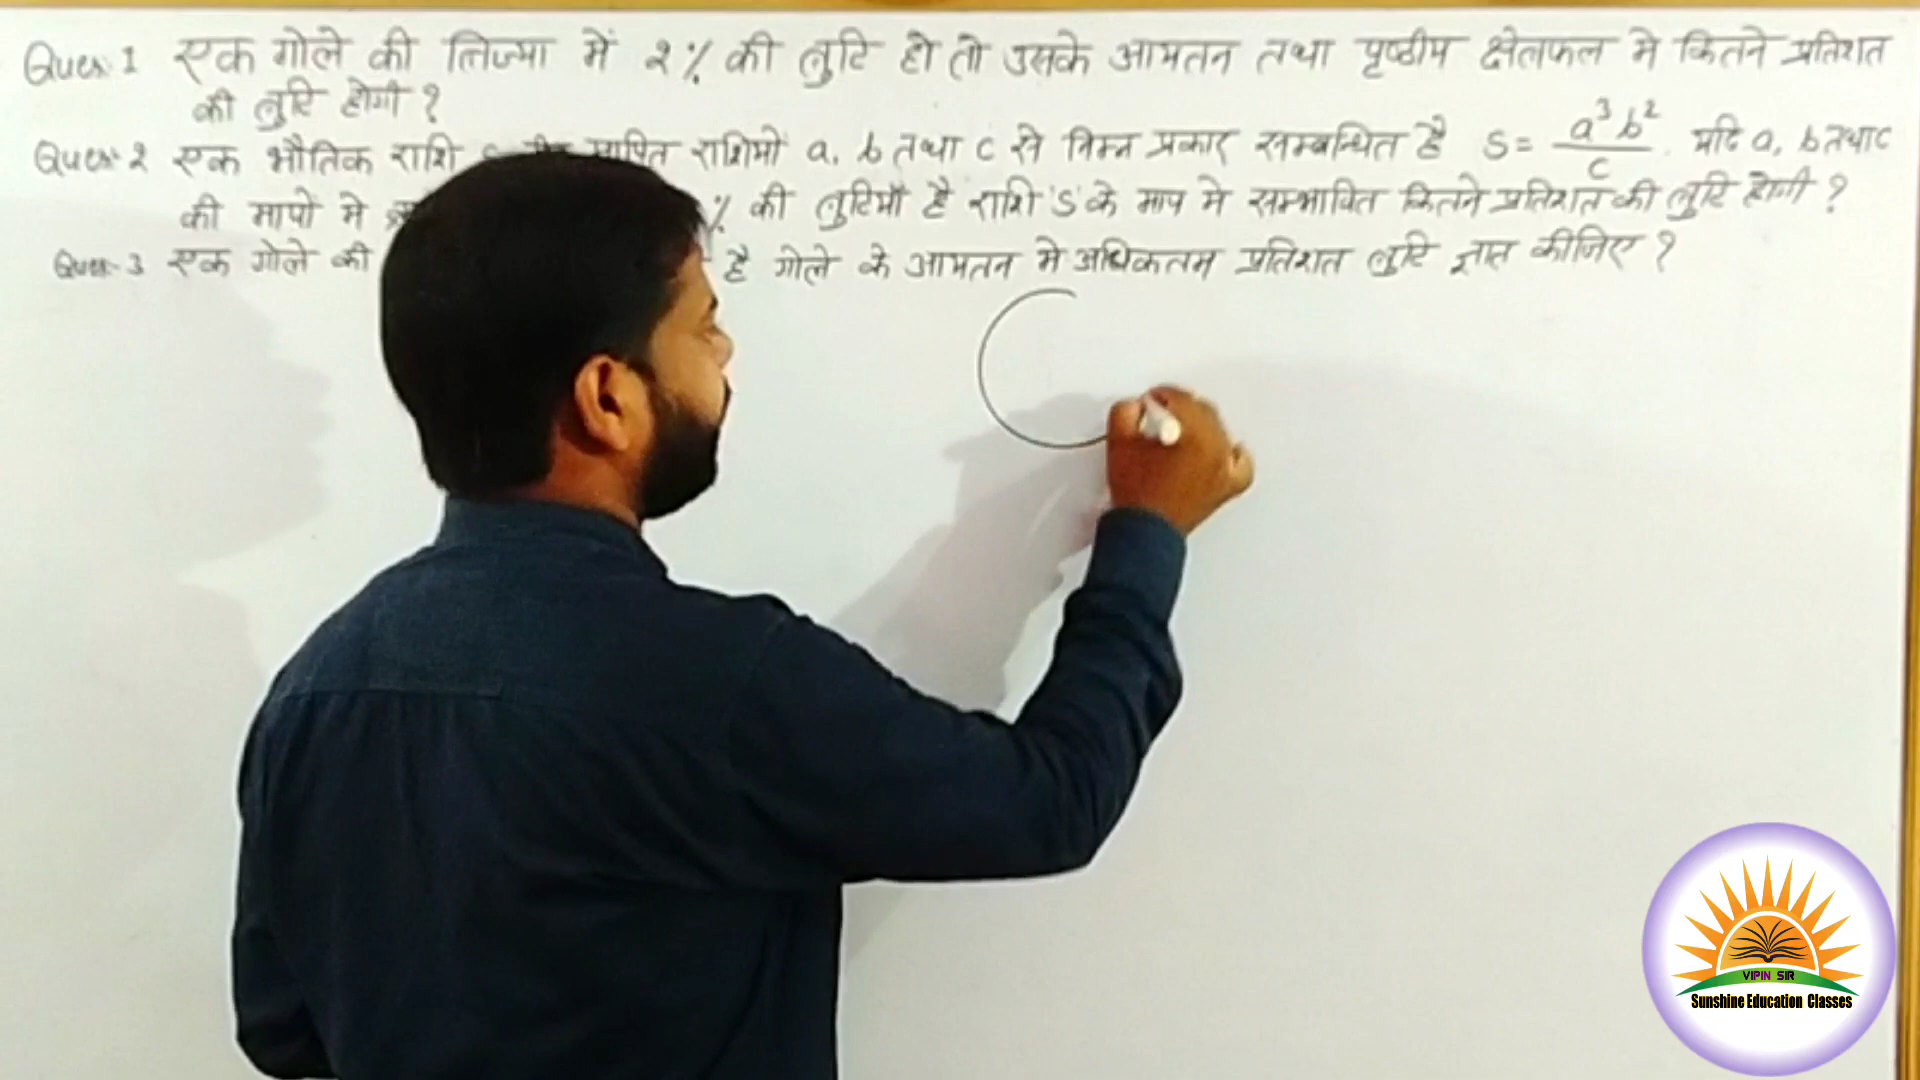 Ques:1 एक गोले की त्रिज्या में 2% की त्रुटि हो तो उसके आयतन तथा पृष्ठीय क्षेत्रफल मे कितने प्रतिशत
की त्रुटि होगी ?
Ques:2 एक भौतिक राशि मापित राशियों a, b तथा c से निम्न प्रकार सम्बन्धित है S = a³b²/c . यदि a, b तथा c
की मापो मे % की त्रुटियाँ है राशि 'S' के माप मे सम्भावित कितने प्रतिशत की त्रुटि होगी ?
Ques:-3 एक गोले की है गोले के आयतन मे अधिकतम प्रतिशत त्रुटि ज्ञात कीजिए ?
VIPIN SIR
Sunshine Education Classes